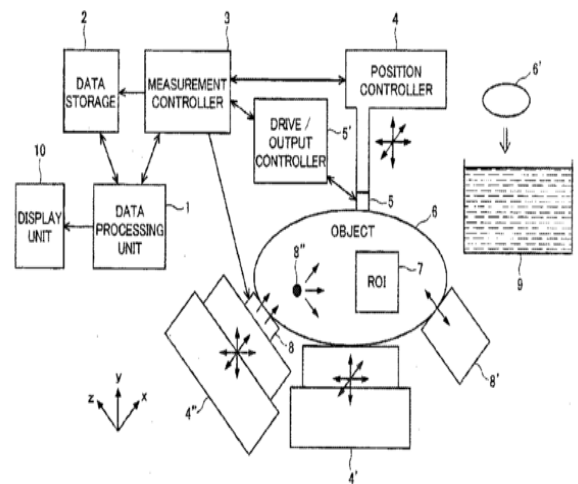 2
3
4
DATA
STORAGE
MEASUREMENT
CONTROLLER
POSITION
CONTROLLER
6'
DRIVE /
OUTPUT
CONTROLLER
5'
10
1
5
6
DISPLAY
UNIT
DATA
PROCESSING
UNIT
OBJECT
9
8"
7
ROI
8
8'
y
z
x
4"
4'